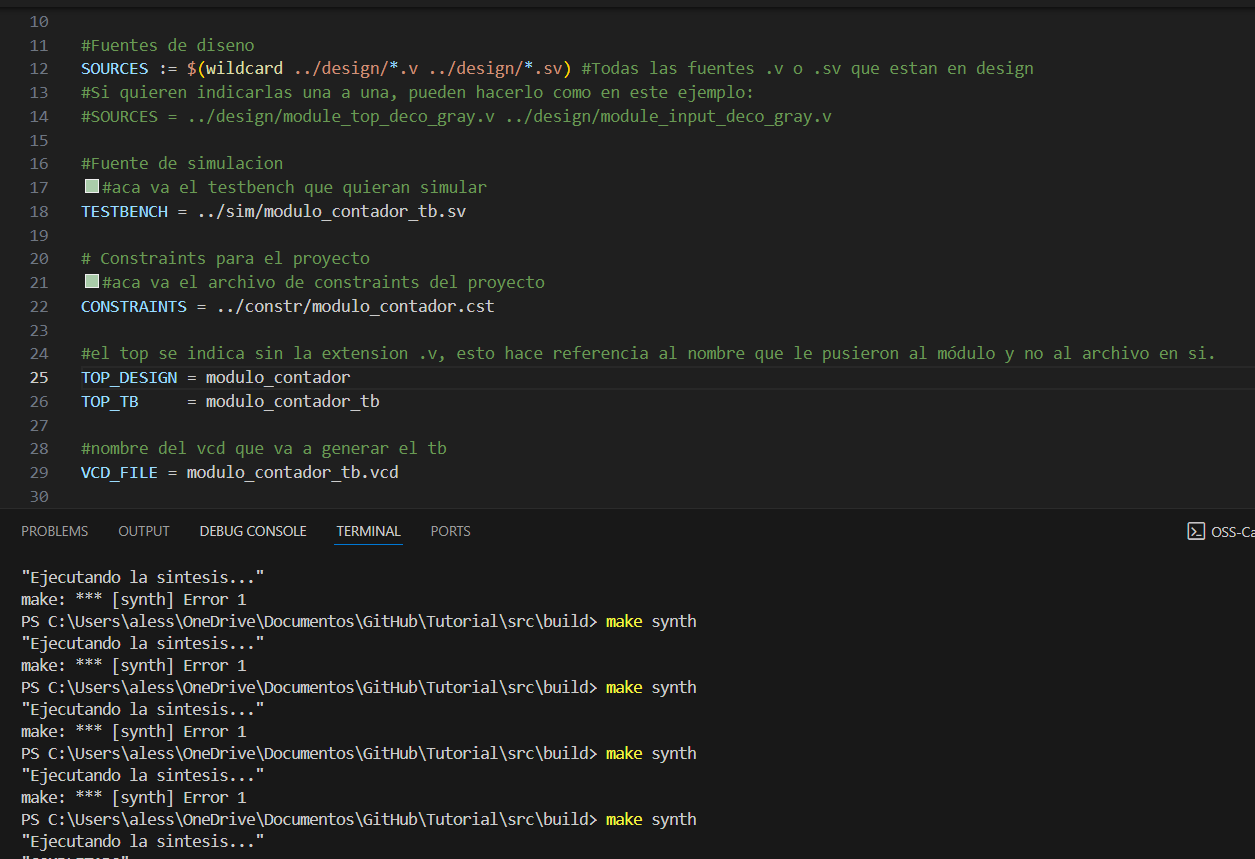 10
11 #Fuentes de diseno
12 SOURCES := $(wildcard ../design/*.v ../design/*.sv) #Todas las fuentes .v o .sv que estan en design
13 #Si quieren indicarlas una a una, pueden hacerlo como en este ejemplo:
14 #SOURCES = ../design/module_top_deco_gray.v ../design/module_input_deco_gray.v
15
16 #Fuente de simulacion
17 #aca va el testbench que quieran simular
18 TESTBENCH = ../sim/modulo_contador_tb.sv
19
20 # Constraints para el proyecto
21 #aca va el archivo de constraints del proyecto
22 CONSTRAINTS = ../constr/modulo_contador.cst
23
24 #el top se indica sin la extension .v, esto hace referencia al nombre que le pusieron al módulo y no al archivo en si.
25 TOP_DESIGN = modulo_contador
26 TOP_TB     = modulo_contador_tb
27
28 #nombre del vcd que va a generar el tb
29 VCD_FILE = modulo_contador_tb.vcd
30
PROBLEMS OUTPUT DEBUG CONSOLE TERMINAL PORTS OSS-Ca
"Ejecutando la sintesis..."
make: *** [synth] Error 1
PS C:\Users\aless\OneDrive\Documentos\GitHub\Tutorial\src\build> make synth
"Ejecutando la sintesis..."
make: *** [synth] Error 1
PS C:\Users\aless\OneDrive\Documentos\GitHub\Tutorial\src\build> make synth
"Ejecutando la sintesis..."
make: *** [synth] Error 1
PS C:\Users\aless\OneDrive\Documentos\GitHub\Tutorial\src\build> make synth
"Ejecutando la sintesis..."
make: *** [synth] Error 1
PS C:\Users\aless\OneDrive\Documentos\GitHub\Tutorial\src\build> make synth
"Ejecutando la sintesis..."